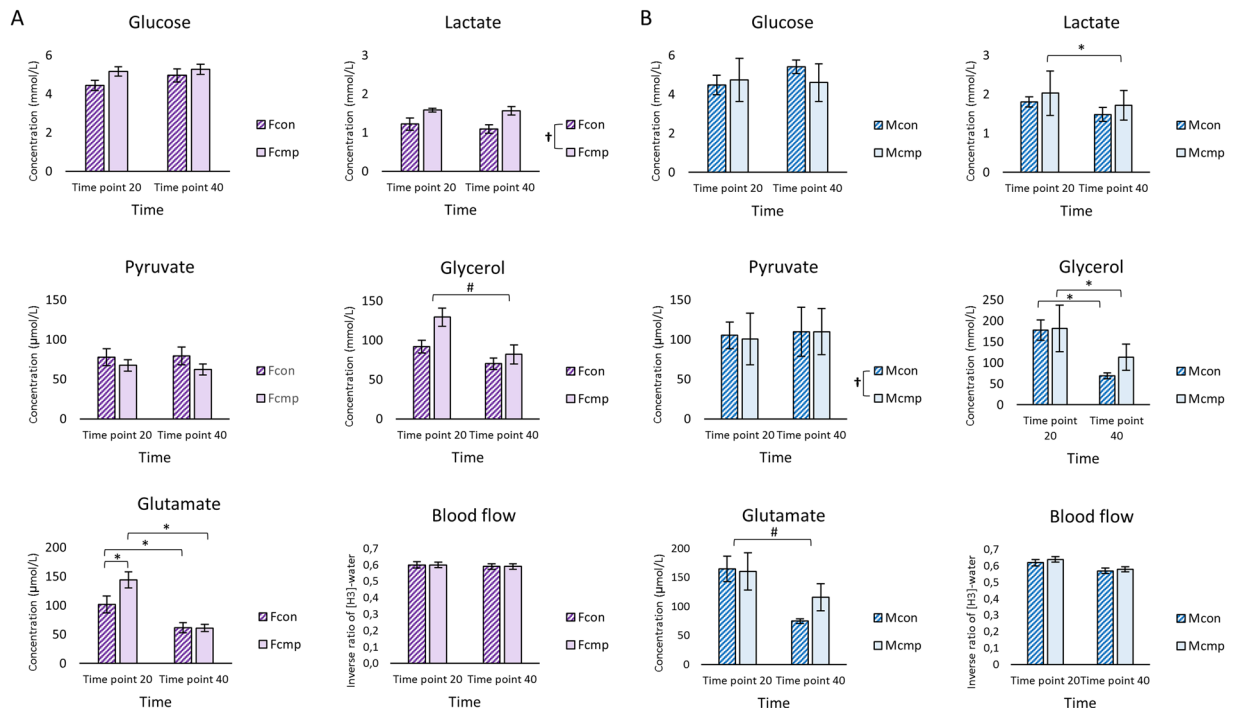 A
Glucose
Concentration (mmol/L)
6
4
2
0
Time point 20 Time point 40
Time
Fcon
Fcmp
Lactate
Concentration (mmol/L)
3
2
1
0
Time point 20 Time point 40
Time
† Fcon
Fcmp
B
Glucose
Concentration (mmol/L)
6
4
2
0
Time point 20 Time point 40
Time
Mcon
Mcmp
Lactate
Concentration (mmol/L)
3
2
1
0
*
Time point 20 Time point 40
Time
Mcon
Mcmp
Pyruvate
Concentration (µmol/L)
150
100
50
0
Time point 20 Time point 40
Time
Fcon
Fcmp
Glycerol
Concentration (mmol/L)
150
100
50
0
#
Time point 20 Time point 40
Time
Fcon
Fcmp
Pyruvate
Concentration (µmol/L)
150
100
50
0
Time point 20 Time point 40
Time
† Mcon
Mcmp
Glycerol
Concentration (mmol/L)
250
200
150
100
50
0
*
*
Time point
20
Time point
40
Time
Mcon
Mcmp
Glutamate
Concentration (µmol/L)
200
150
100
50
0
*
*
*
Time point 20 Time point 40
Time
Fcon
Fcmp
Blood flow
Inverse ratio of [H3]-water
0,7
0,6
0,5
0,4
0,3
0,2
0,1
0,0
Time point 20 Time point 40
Time
Fcon
Fcmp
Glutamate
Concentration (µmol/L)
200
150
100
50
0
#
Time point 20 Time point 40
Time
Mcon
Mcmp
Blood flow
Inverse ratio of [H3]-water
0,7
0,6
0,5
0,4
0,3
0,2
0,1
0
Time point 20Time point 40
Time
Mcon
Mcmp